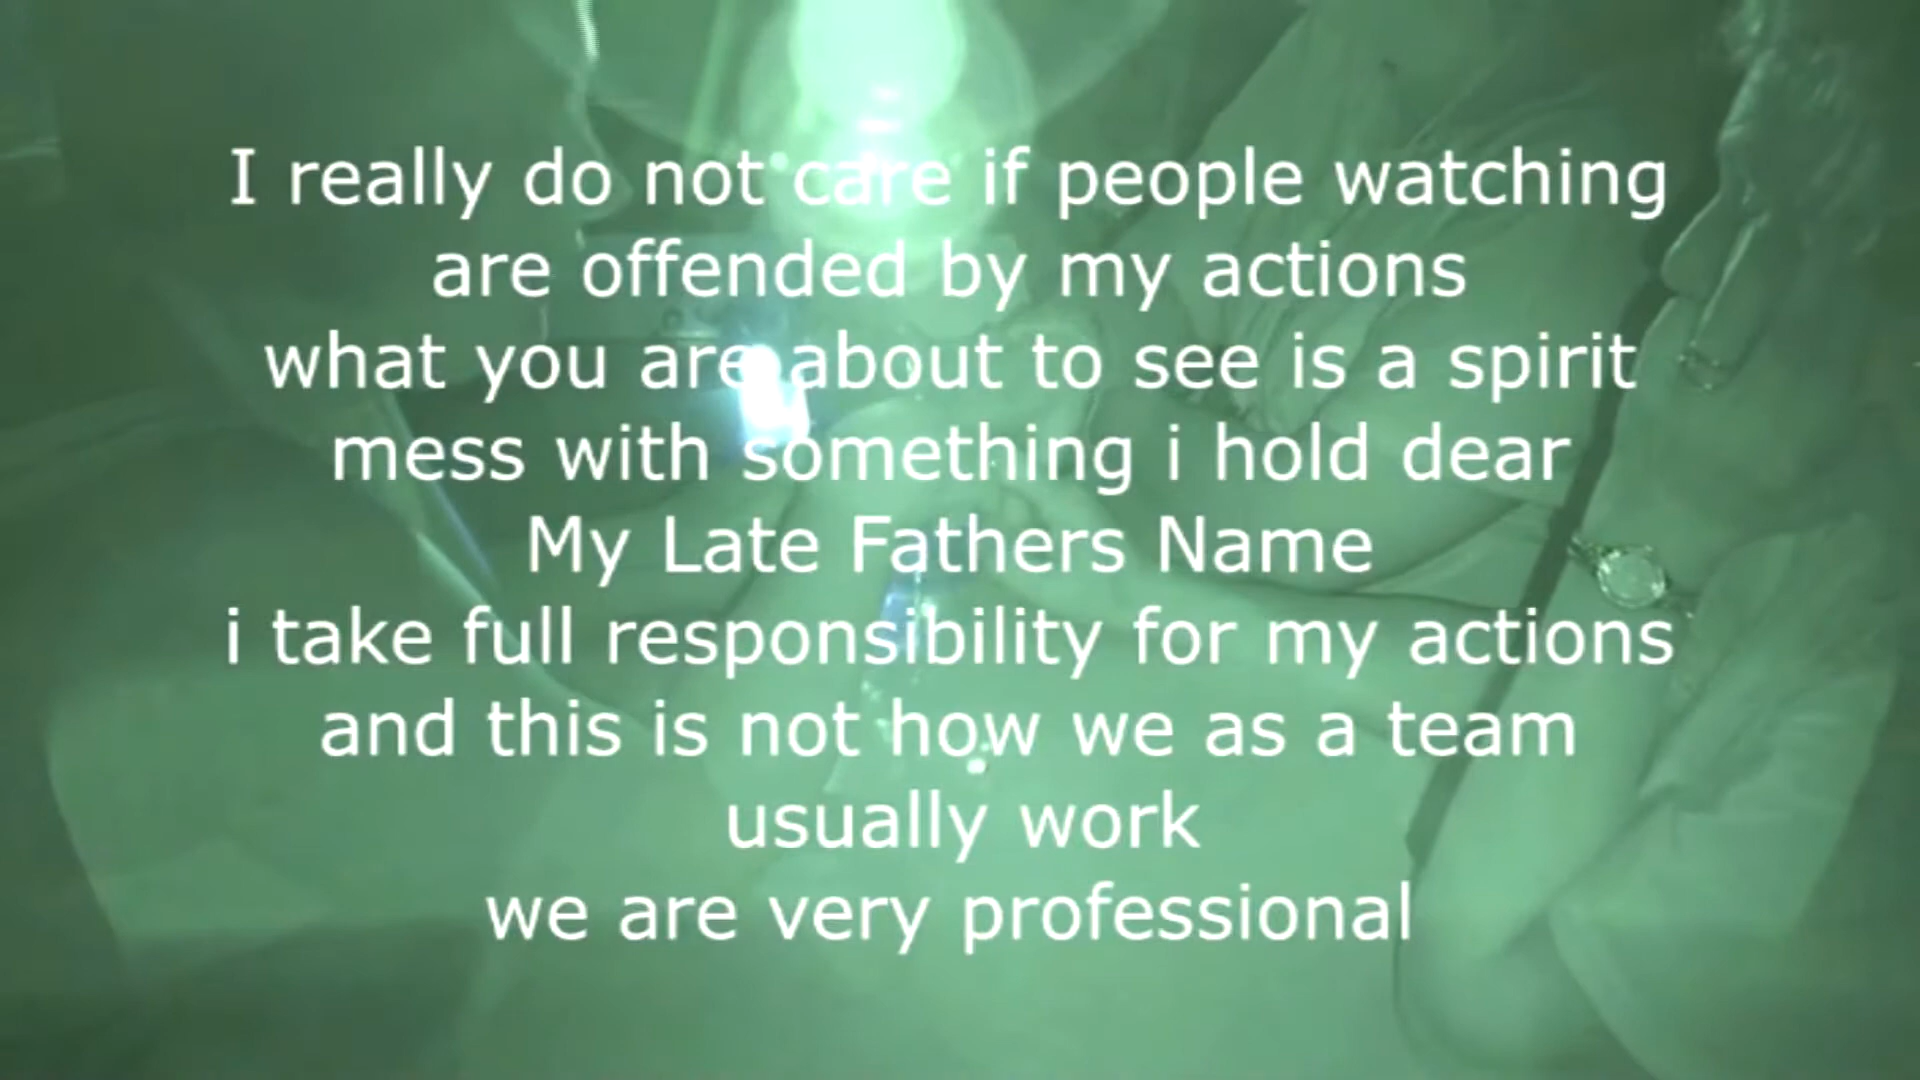 I really do not care if people watching
are offended by my actions
what you are about to see is a spirit
mess with something i hold dear
My Late Fathers Name
i take full responsibility for my actions
and this is not how we as a team
usually work
we are very professional